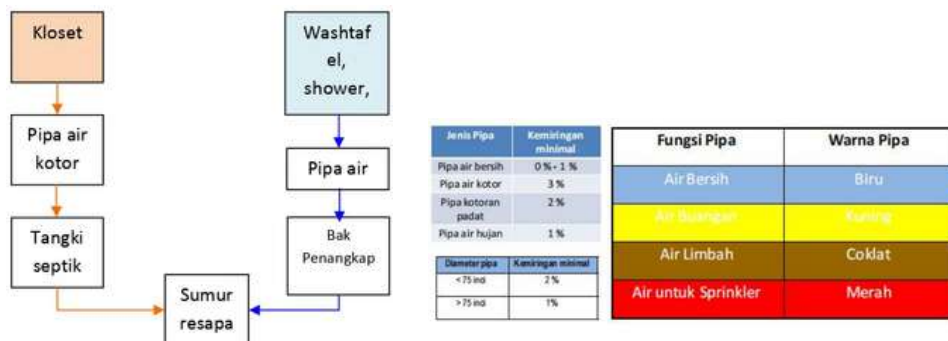 Kloset
Pipa air
kotor
Tangki
septik
Washtaf
el,
shower,
Pipa air
Bak
Penangkap
Sumur
resapa
Jenis Pipa Kemiringan
minimal
Pipa air bersih 0 % - 1 %
Pipa air kotor 3 %
Pipa kotoran
padat 2 %
Pipa air hujan 1 %
Diameter pipa Kemiringan minimal
< 75 inci 2 %
> 75 inci 1%
Fungsi Pipa Warna Pipa
Air Bersih Biru
Air Buangan Kuning
Air Limbah Coklat
Air untuk Sprinkler Merah